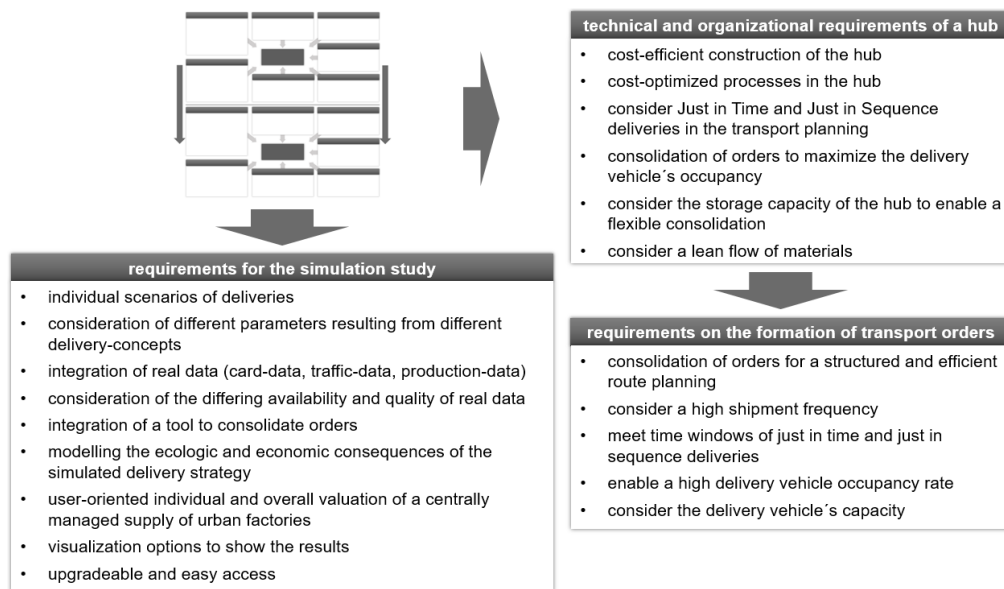 technical and organizational requirements of a hub
• cost-efficient construction of the hub
• cost-optimized processes in the hub
• consider Just in Time and Just in Sequence
deliveries in the transport planning
• consolidation of orders to maximize the delivery
vehicle´s occupancy
• consider the storage capacity of the hub to enable a
flexible consolidation
• consider a lean flow of materials
requirements for the simulation study
• individual scenarios of deliveries
• consideration of different parameters resulting from different
delivery-concepts
• integration of real data (card-data, traffic-data, production-data)
• consideration of the differing availability and quality of real data
• integration of a tool to consolidate orders
• modelling the ecologic and economic consequences of the
simulated delivery strategy
• user-oriented individual and overall valuation of a centrally
managed supply of urban factories
• visualization options to show the results
• upgradeable and easy access
requirements on the formation of transport orders
• consolidation of orders for a structured and efficient
route planning
• consider a high shipment frequency
• meet time windows of just in time and just in
sequence deliveries
• enable a high delivery vehicle occupancy rate
• consider the delivery vehicle´s capacity